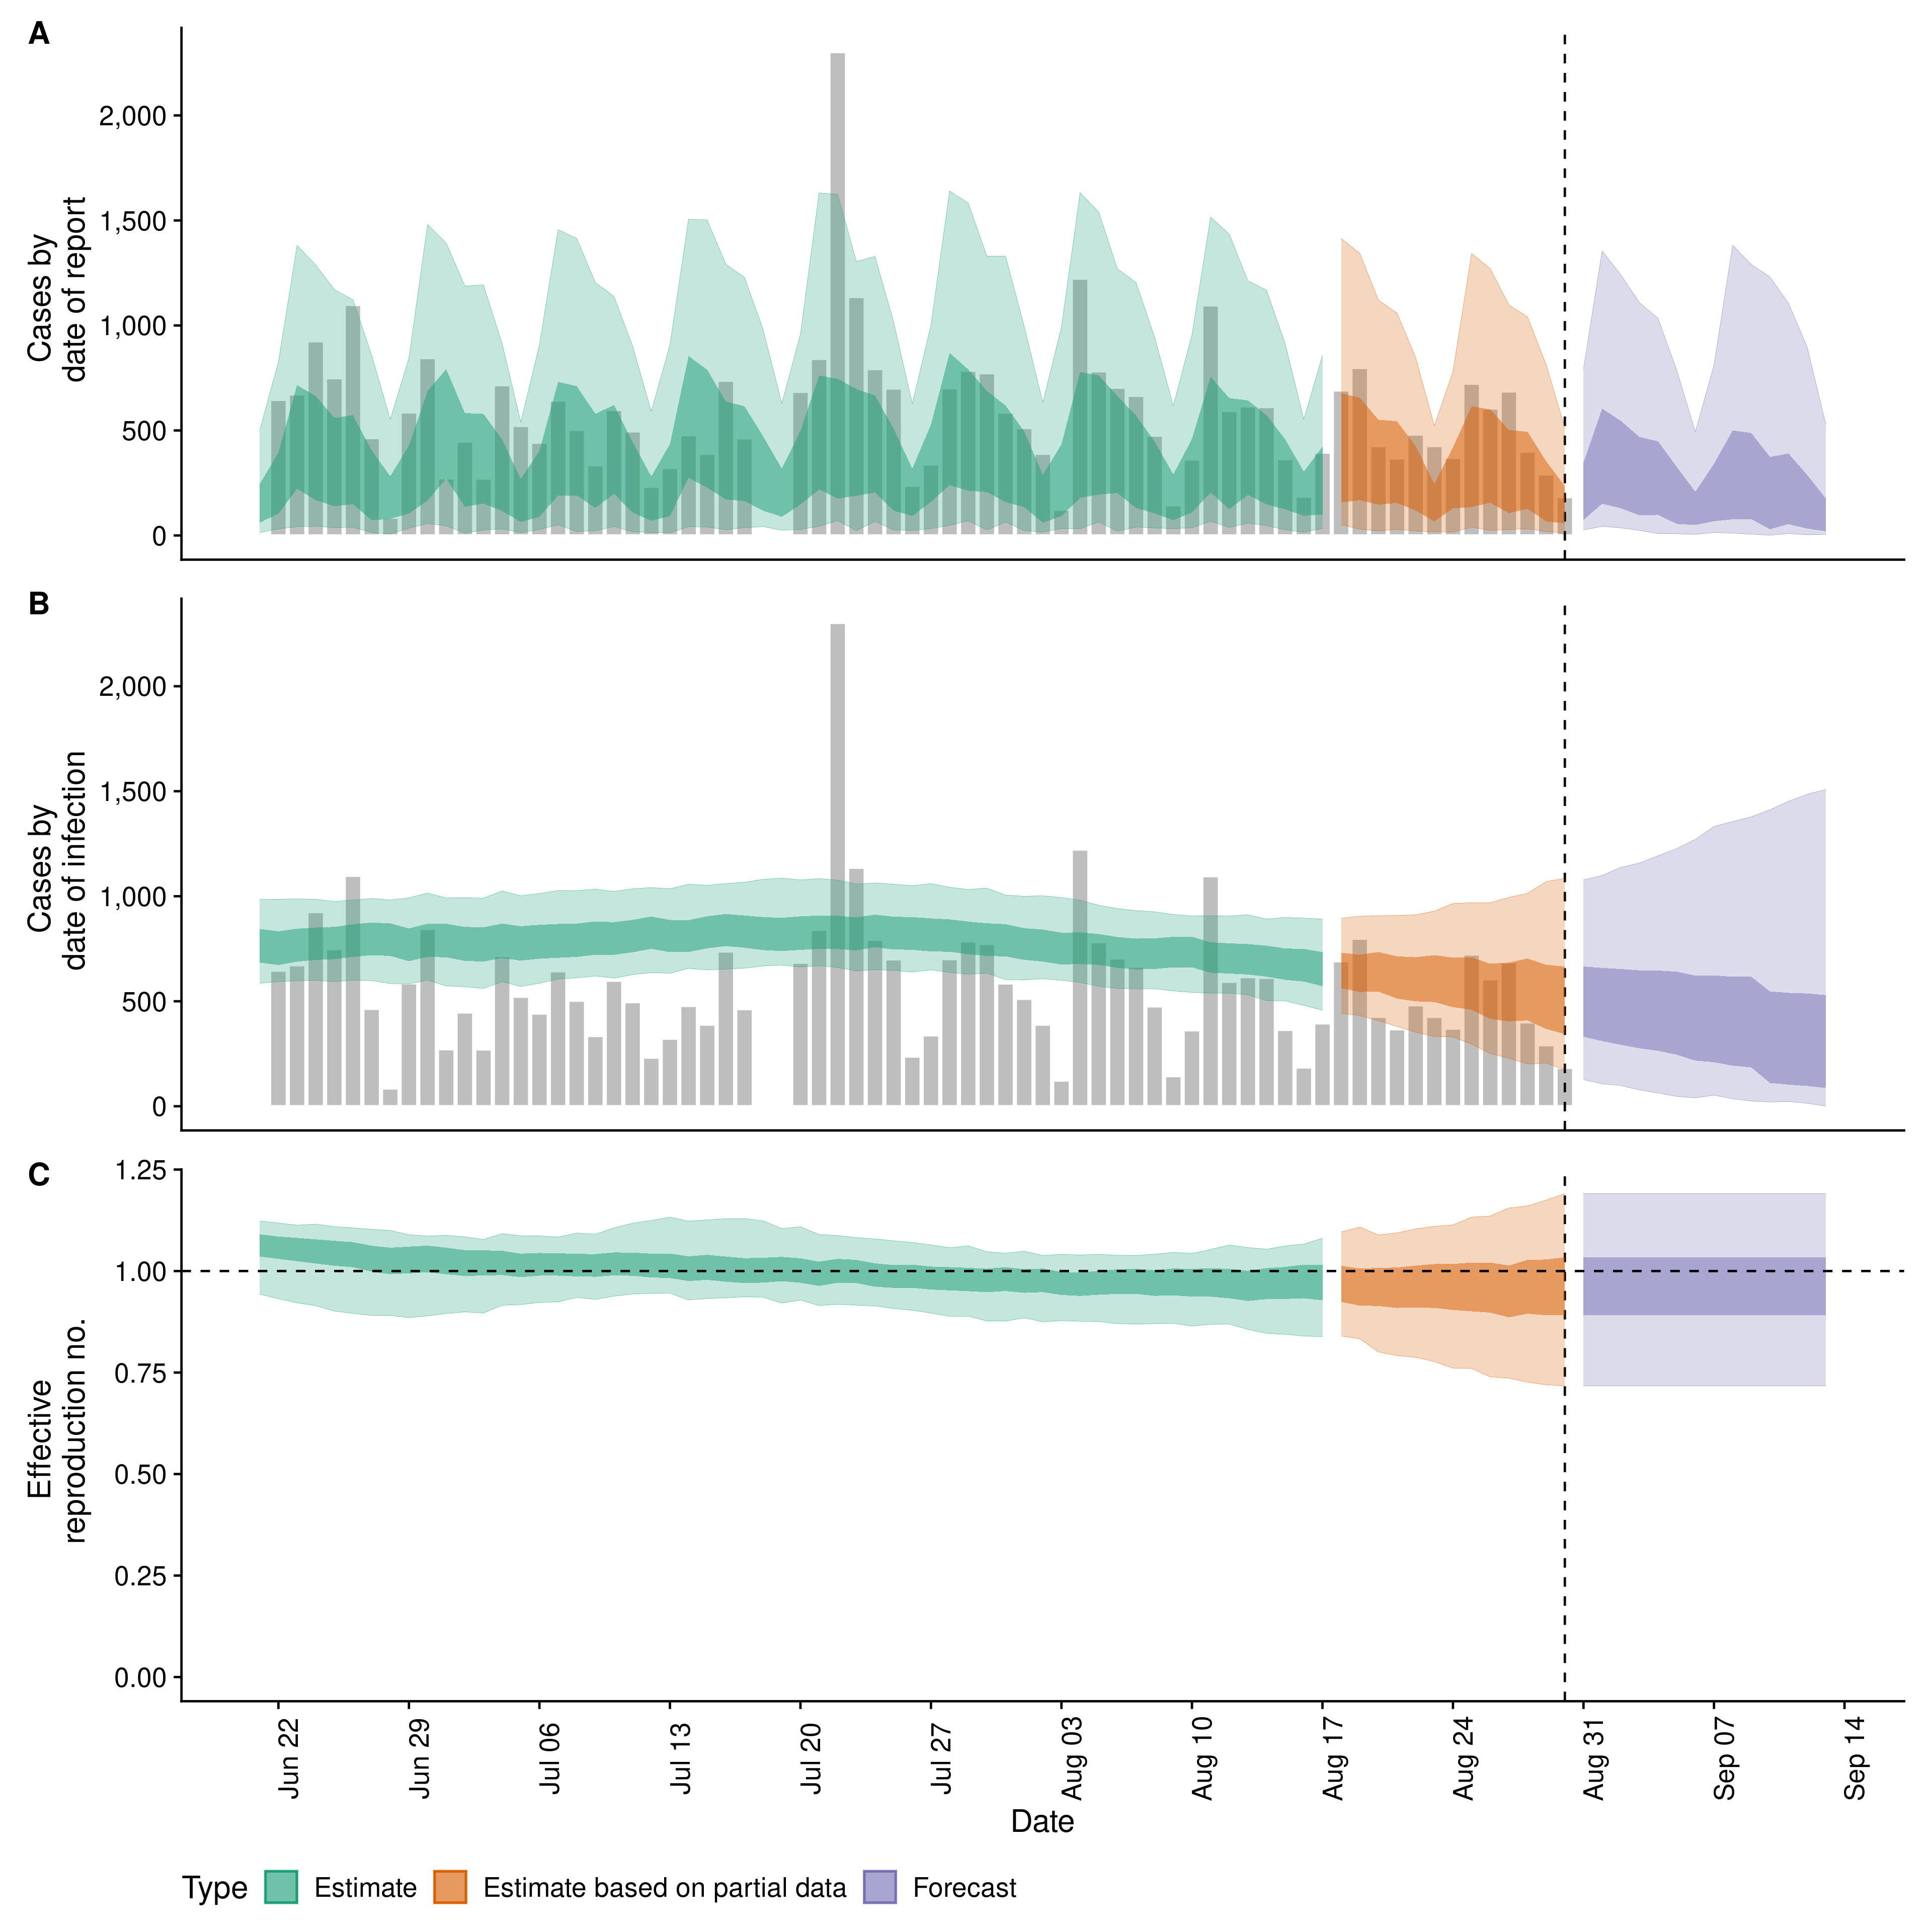 A
2,000
1,500
1,000
500
0
Cases by
date of report
B
2,000
1,500
1,000
500
0
Cases by
date of infection
C
1.25
1.00
0.75
0.50
0.25
0.00
Effective
reproduction no.
Jun 22
Jun 29
Jul 06
Jul 13
Jul 20
Jul 27
Aug 03
Aug 10
Aug 17
Aug 24
Aug 31
Sep 07
Sep 14
Date
Type
Estimate
Estimate based on partial data
Forecast